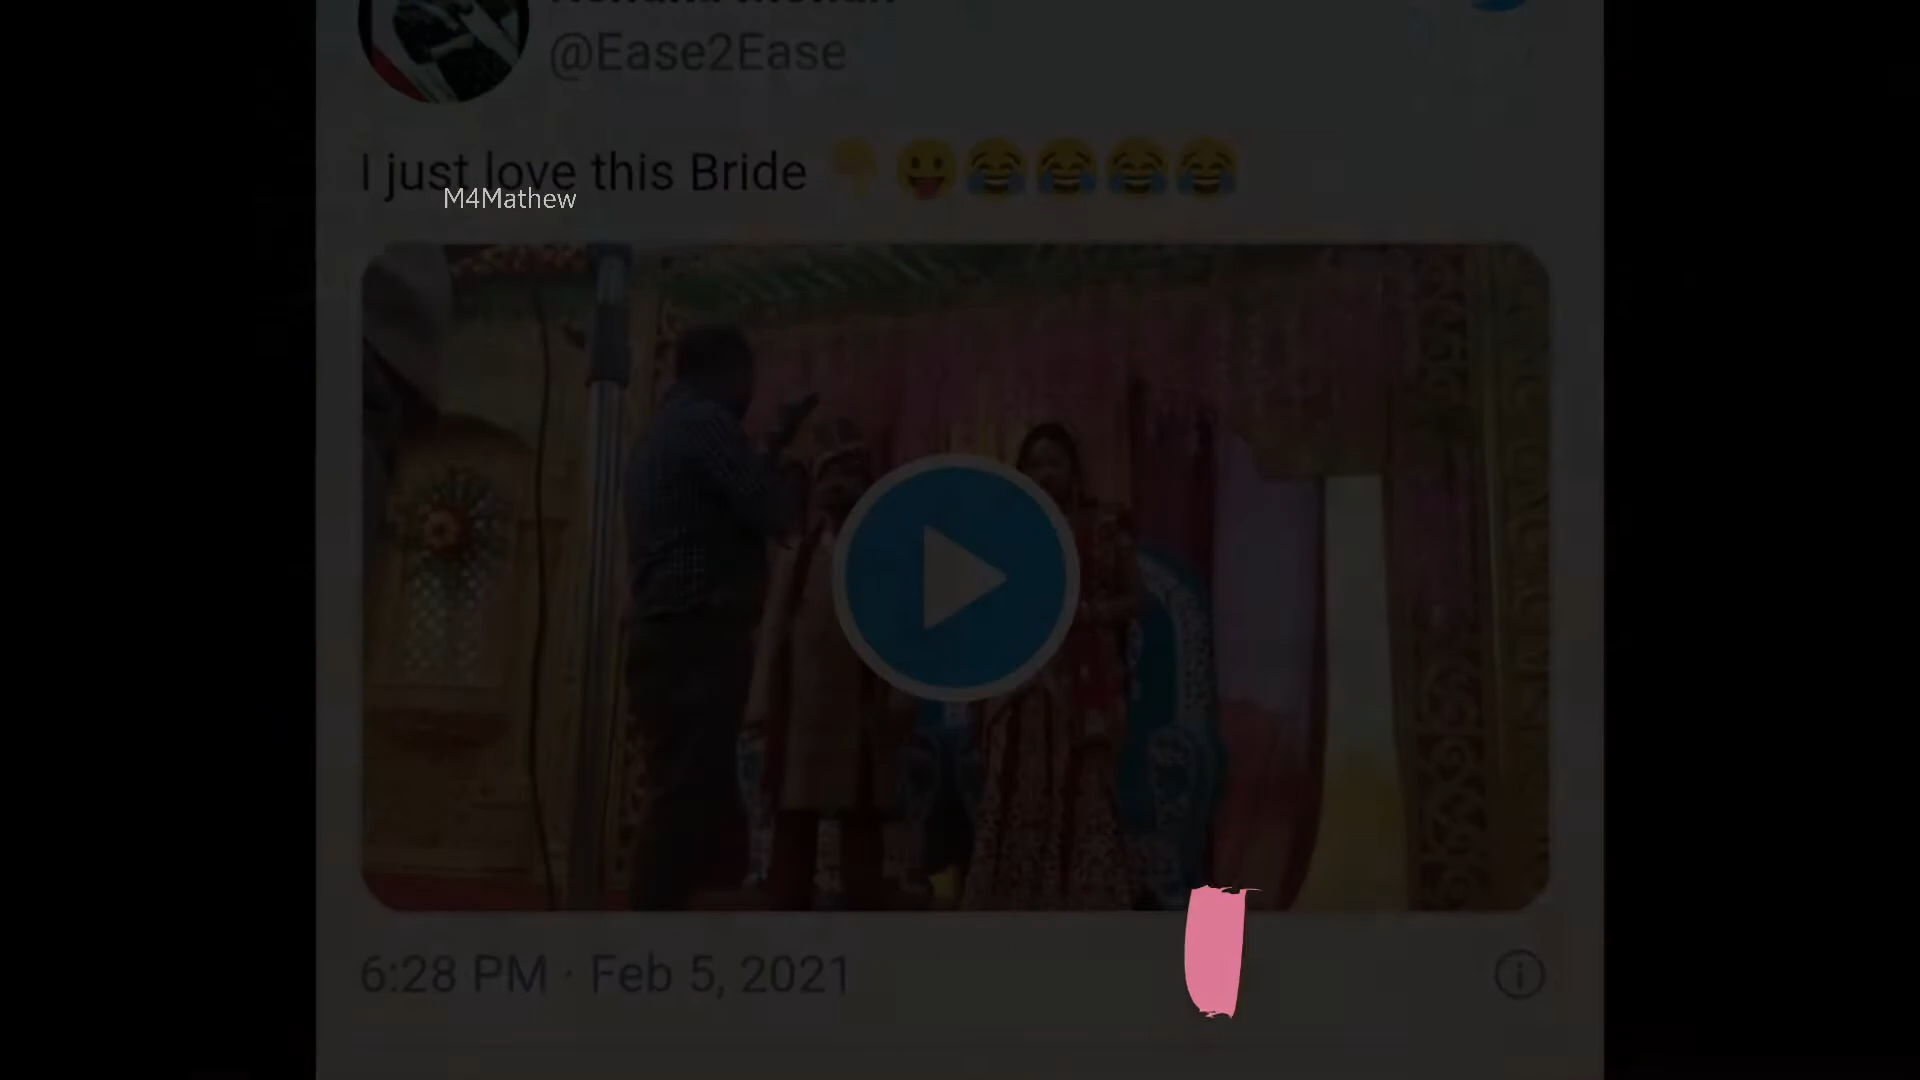 @Ease2Ease
I just love this Bride 👇😛😂😂😂😂
M4Mathew
6:28 PM · Feb 5, 2021